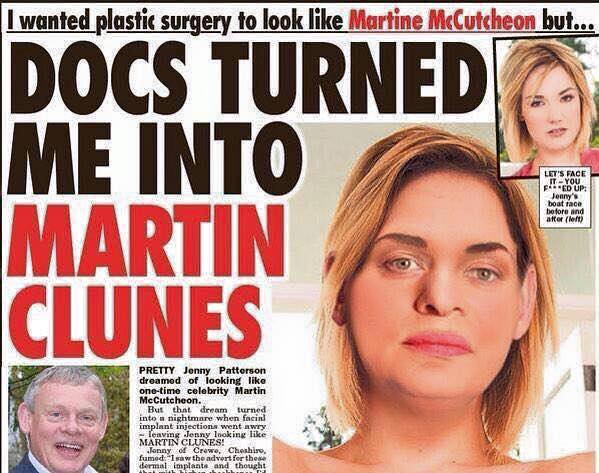 I wanted plastic surgery to look like Martine McCutcheon but...
DOCS TURNED
ME INTO
MARTIN
CLUNES
LET'S FACE
IT – YOU
F***ED UP:
Jenny's
boat race
before and
after (left)
PRETTY Jenny Patterson
dreamed of looking like
one-time celebrity Martin
McCutcheon.
But that dream turned
into a nightmare when facial
implant injections went awry
– leaving Jenny looking like
MARTIN CLUNES!
Jenny of Crewe, Cheshire,
fumed: "I saw the advert for these
dermal implants and thought